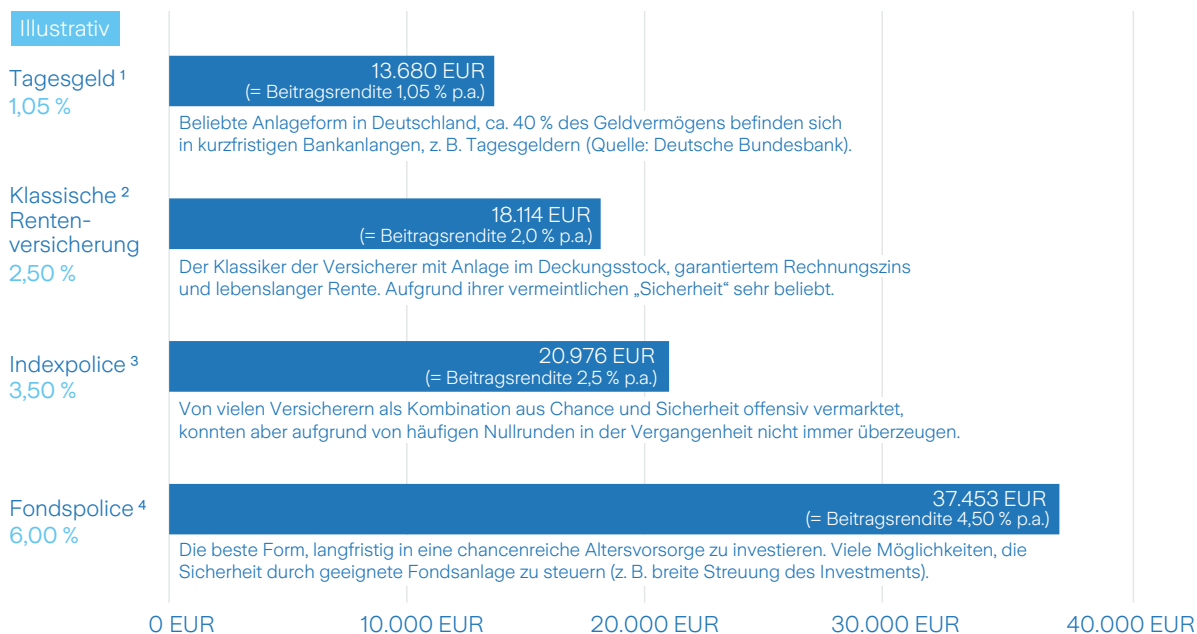 Illustrativ
Tagesgeld ¹
1,05 %
13.680 EUR
(= Beitragsrendite 1,05 % p.a.)
Beliebte Anlageform in Deutschland, ca. 40 % des Geldvermögens befinden sich
in kurzfristigen Bankanlangen, z. B. Tagesgeldern (Quelle: Deutsche Bundesbank).
Klassische ²
Renten-
versicherung
2,50 %
18.114 EUR
(= Beitragsrendite 2,0 % p.a.)
Der Klassiker der Versicherer mit Anlage im Deckungsstock, garantiertem Rechnungszins
und lebenslanger Rente. Aufgrund ihrer vermeintlichen „Sicherheit“ sehr beliebt.
Indexpolice ³
3,50 %
20.976 EUR
(= Beitragsrendite 2,5 % p.a.)
Von vielen Versicherern als Kombination aus Chance und Sicherheit offensiv vermarktet,
konnten aber aufgrund von häufigen Nullrunden in der Vergangenheit nicht immer überzeugen.
Fondspolice ⁴
6,00 %
37.453 EUR
(= Beitragsrendite 4,50 % p.a.)
Die beste Form, langfristig in eine chancenreiche Altersvorsorge zu investieren. Viele Möglichkeiten, die
Sicherheit durch geeignete Fondsanlage zu steuern (z. B. breite Streuung des Investments).
0 EUR
10.000 EUR
20.000 EUR
30.000 EUR
40.000 EUR